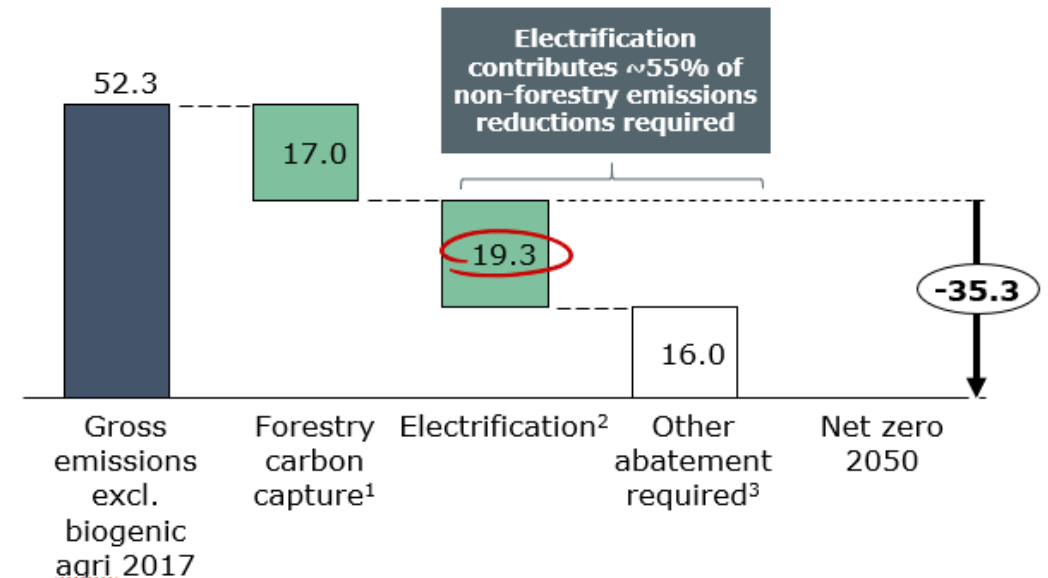 Electrification
contributes ~55% of
non-forestry emissions
reductions required
52.3
17.0
19.3
16.0
-35.3
Gross
emissions
excl.
biogenic
agri 2017
Forestry
carbon
capture¹
Electrification²
Other
abatement
required³
Net zero
2050